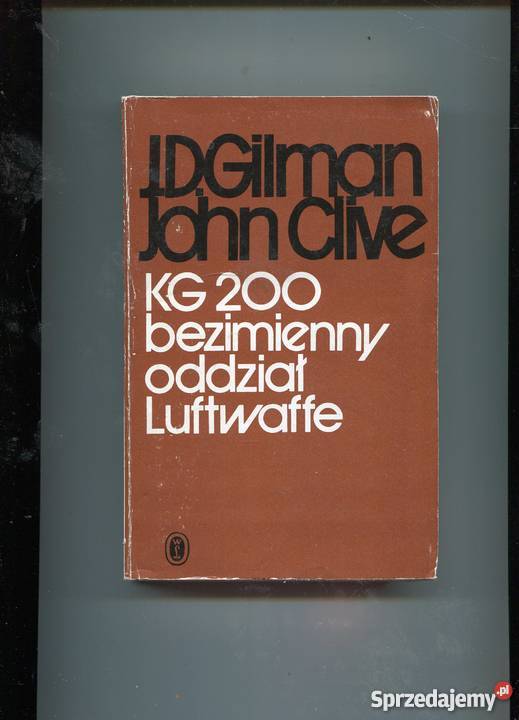 J.D.Gilman
John Clive
KG 200
bezimienny
oddział
Luftwaffe
Sprzedajemy.pl